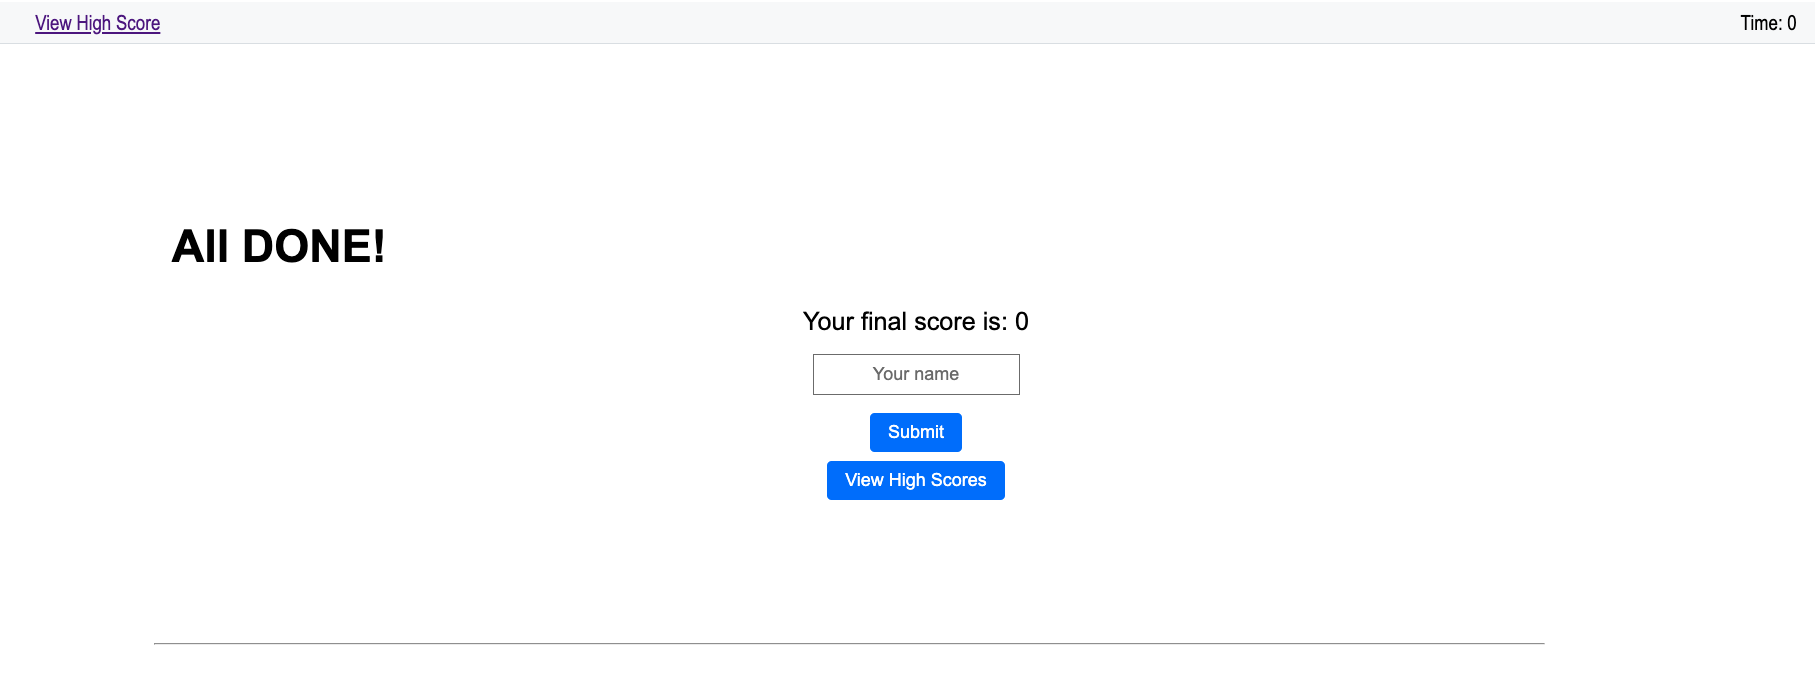 View High Score
Time: 0
All DONE!
Your final score is: 0
Your name
Submit
View High Scores